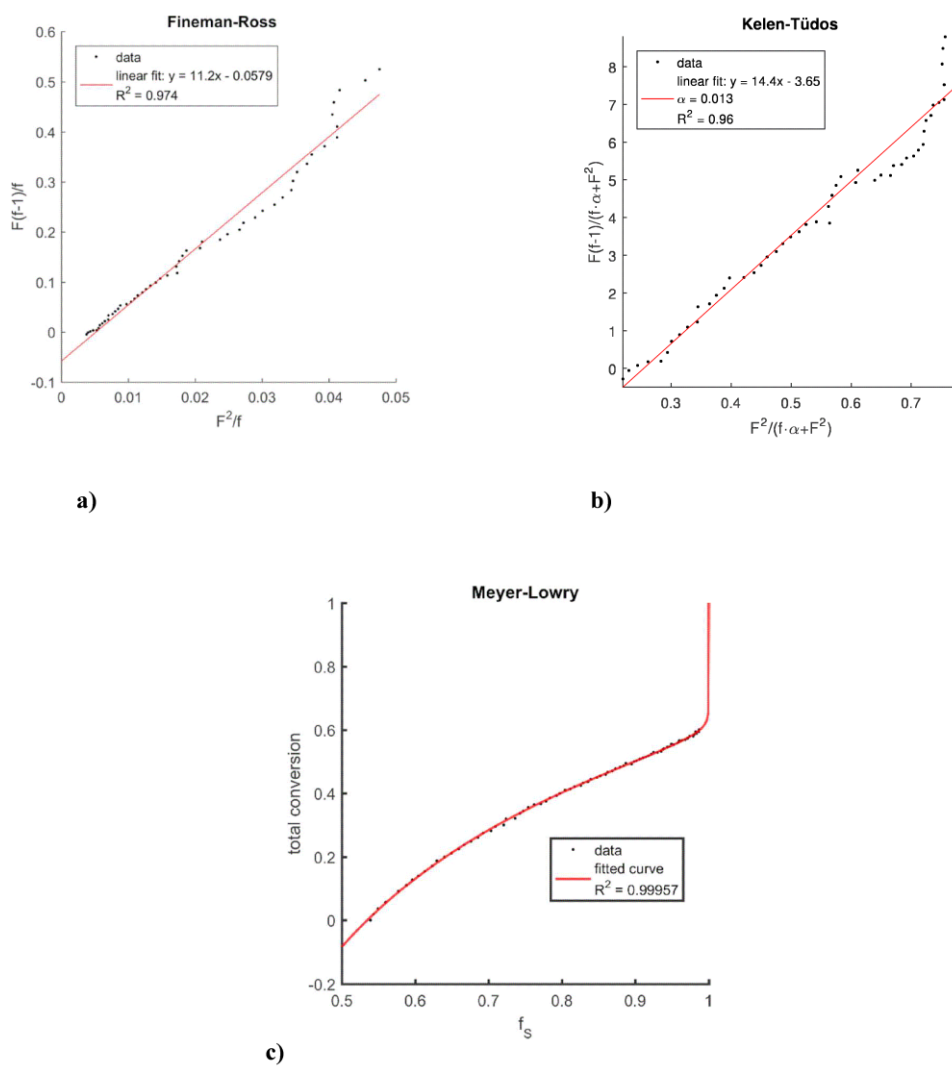 Fineman-Ross
0.6
0.5
0.4
0.3
0.2
0.1
0
-0.1
F(f-1)/f
data
linear fit: y = 11.2x - 0.0579
R² = 0.974
0
0.01
0.02
0.03
0.04
0.05
F²/f
a)
Kelen-Tüdos
8
7
6
5
4
3
2
1
0
F(f-1)/(f·α+F²)
data
linear fit: y = 14.4x - 3.65
α = 0.013
R² = 0.96
0.3
0.4
0.5
0.6
0.7
F²/(f·α+F²)
b)
Meyer-Lowry
1
0.8
0.6
0.4
0.2
0
-0.2
total conversion
data
fitted curve
R² = 0.99957
0.5
0.6
0.7
0.8
0.9
1
f_S
c)